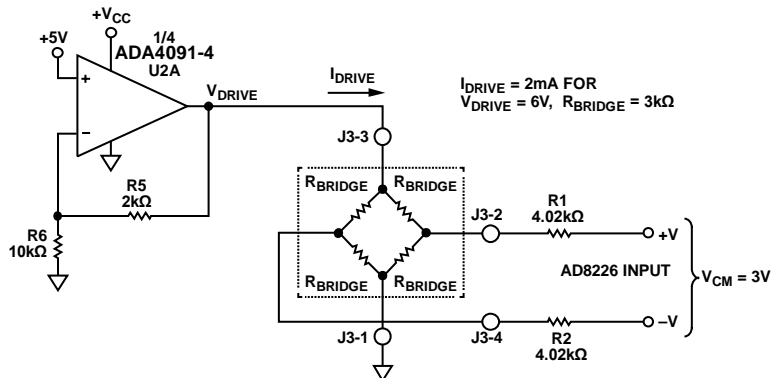 +VCC
+5V
1/4
ADA4091-4
U2A
+
−
VDRIVE
IDRIVE
IDRIVE = 2mA FOR
VDRIVE = 6V, RBRIDGE = 3kΩ
J3-3
R5
2kΩ
R6
10kΩ
RBRIDGE RBRIDGE
J3-2
R1
4.02kΩ
+V
AD8226 INPUT
VCM = 3V
RBRIDGE RBRIDGE
J3-1
J3-4
R2
4.02kΩ
−V